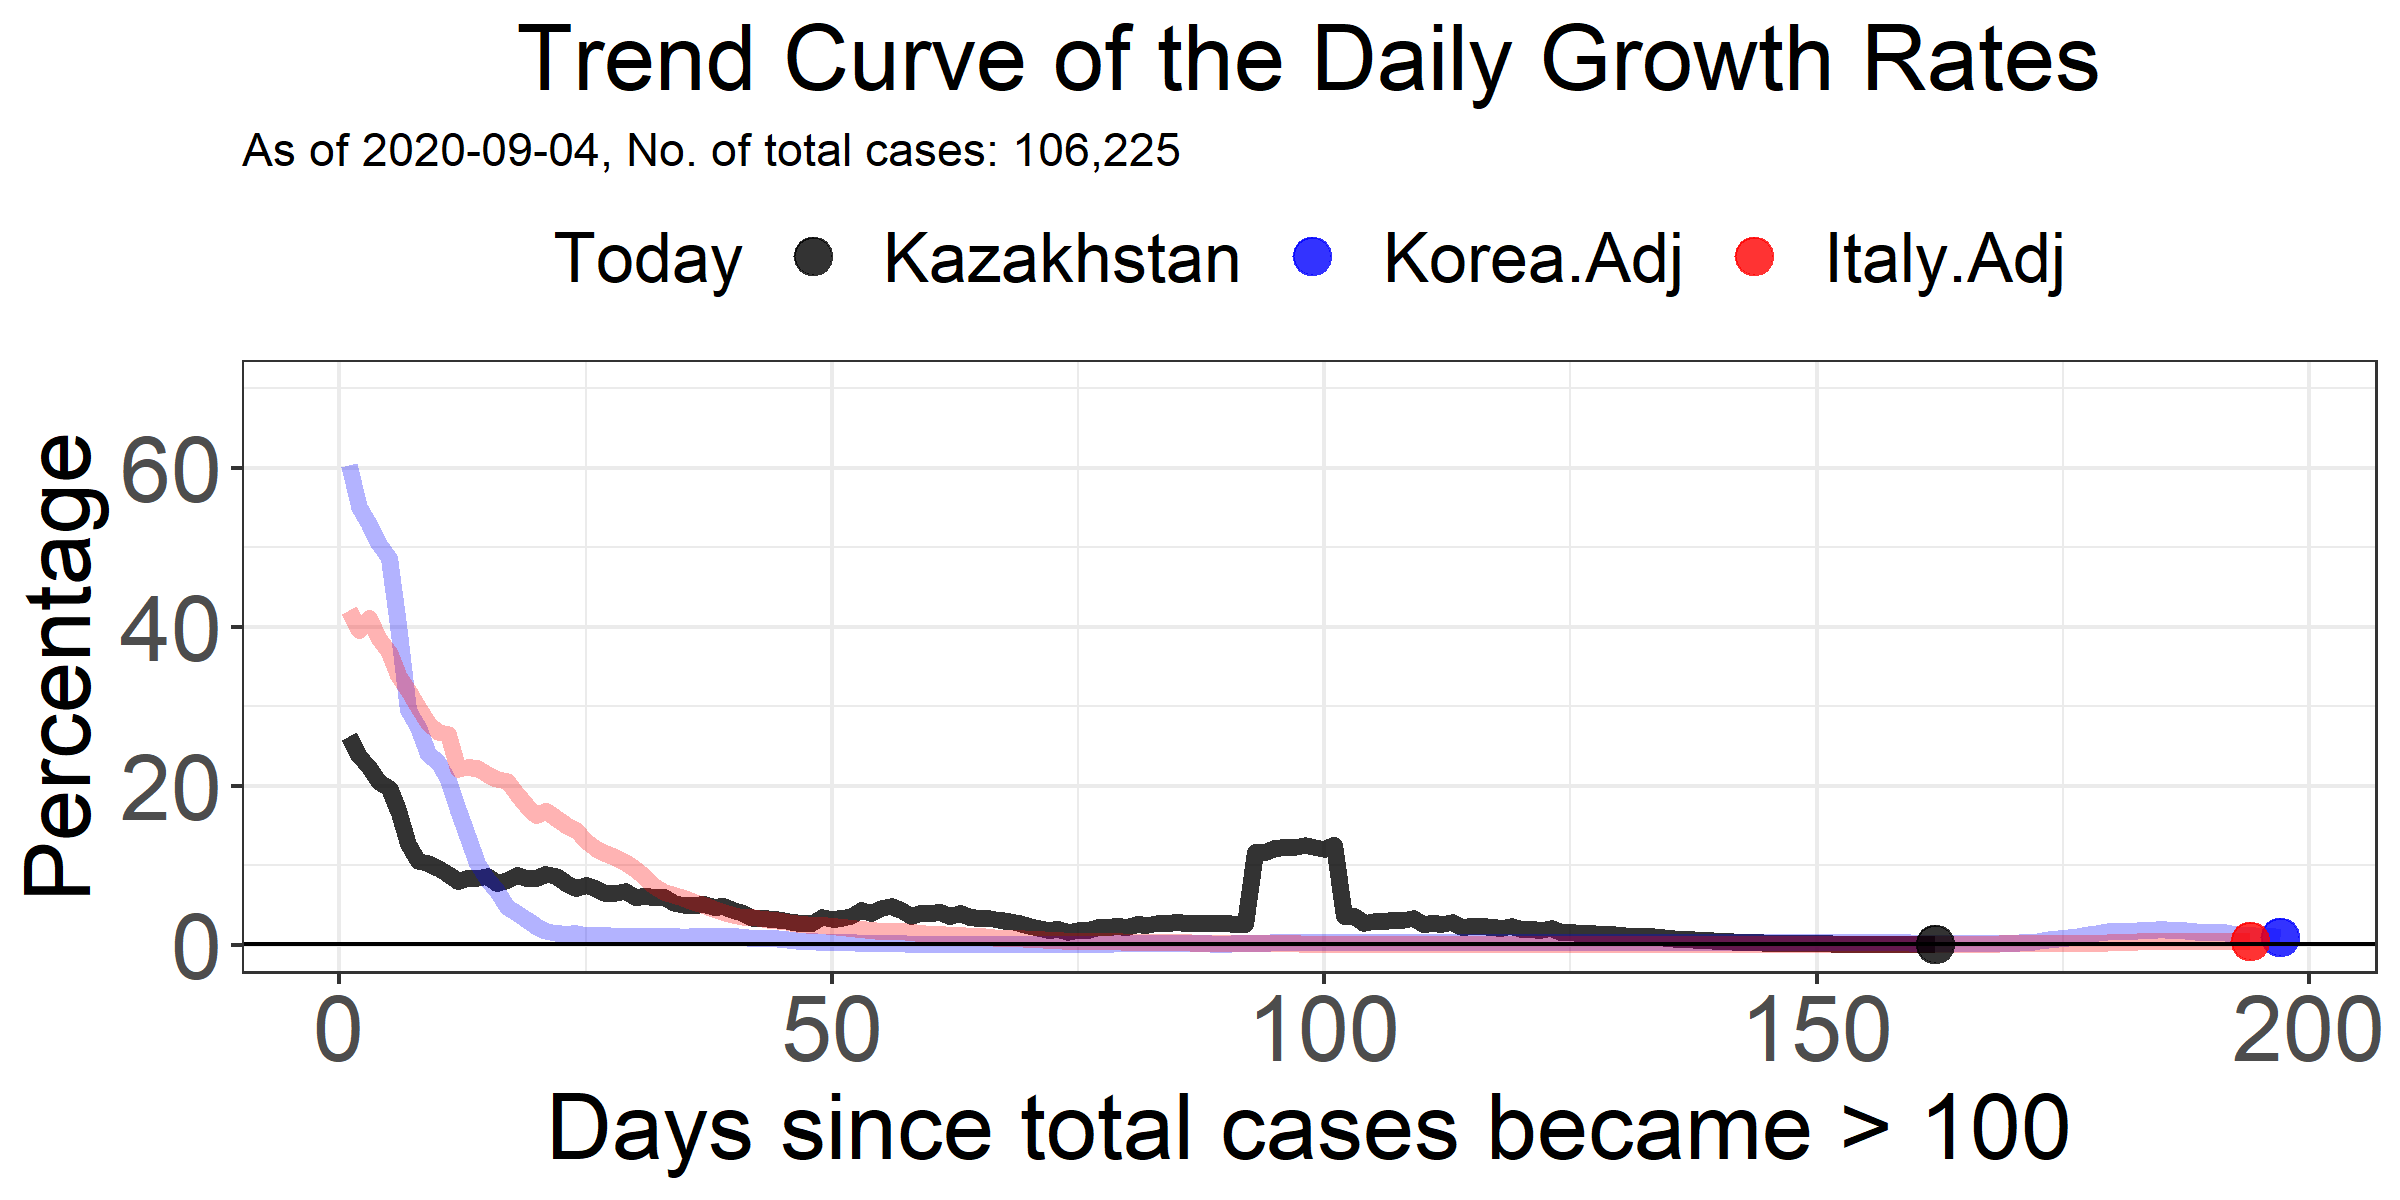 Trend Curve of the Daily Growth Rates
As of 2020-09-04, No. of total cases: 106,225
Today Kazakhstan Korea.Adj Italy.Adj
Percentage
60
40
20
0
0 50 100 150 200
Days since total cases became > 100